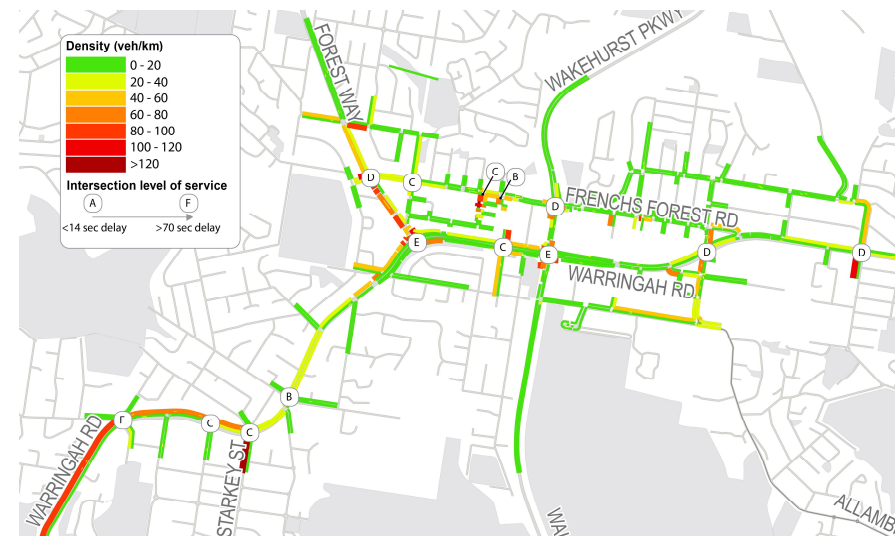 Density (veh/km)
0 - 20
20 - 40
40 - 60
60 - 80
80 - 100
100 - 120
>120
Intersection level of service
A
F
<14 sec delay
>70 sec delay
FOREST WAY
WAKEHURST PKWY
C
B
D
C
FRENCHS FOREST RD
D
E
C
E
D
D
WARRINGAH RD
B
C
C
WARRINGAH RD
STARKEY ST